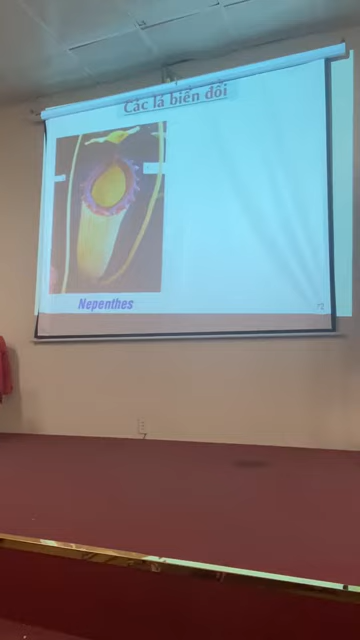 Các lá biến đổi
Nepenthes